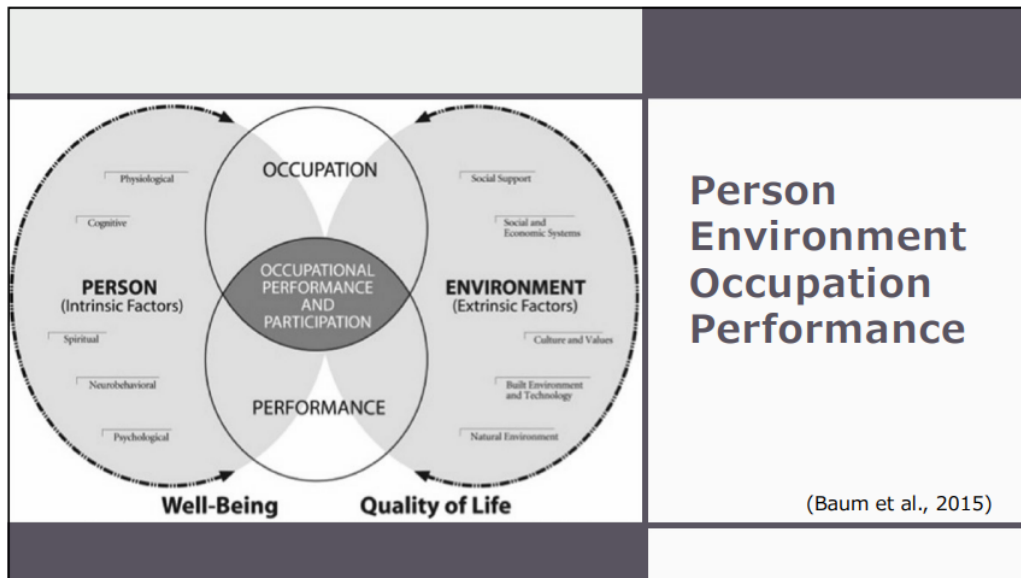 OCCUPATION
Physiological
Cognitive
PERSON
(Intrinsic Factors)
Spiritual
Neurobehavioral
Psychological
OCCUPATIONAL
PERFORMANCE
AND
PARTICIPATION
PERFORMANCE
Social Support
Social and
Economic Systems
ENVIRONMENT
(Extrinsic Factors)
Culture and Values
Built Environment
and Technology
Natural Environment
Well-Being
Quality of Life
Person
Environment
Occupation
Performance
(Baum et al., 2015)